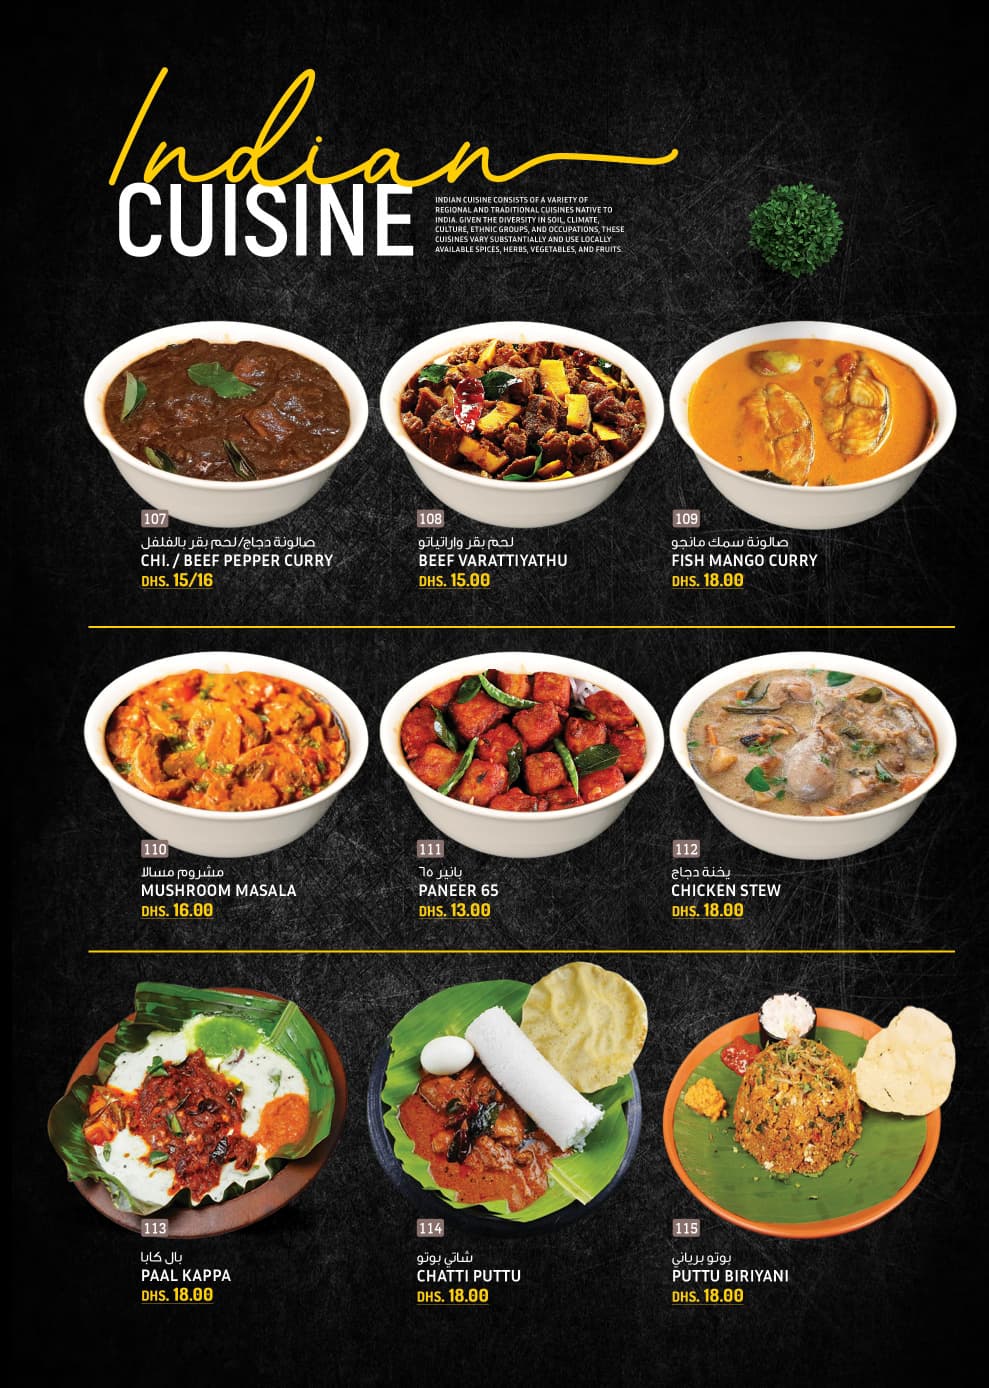 Indian
CUISINE
INDIAN CUISINE CONSISTS OF A VARIETY OF
REGIONAL AND TRADITIONAL CUISINES NATIVE TO
INDIA. GIVEN THE DIVERSITY IN SOIL, CLIMATE,
CULTURE, ETHNIC GROUPS, AND OCCUPATIONS, THESE
CUISINES VARY SUBSTANTIALLY AND USE LOCALLY
AVAILABLE SPICES, HERBS, VEGETABLES, AND FRUITS.
107
صالونة دجاج/لحم بقر بالفلفل
CHI. / BEEF PEPPER CURRY
DHS. 15/16
108
لحم بقر واراتياتو
BEEF VARATTIYATHU
DHS. 15.00
109
صالونة سمك مانجو
FISH MANGO CURRY
DHS. 18.00
110
مشروم مسالا
MUSHROOM MASALA
DHS. 16.00
111
بانير ٦٥
PANEER 65
DHS. 13.00
112
يخنة دجاج
CHICKEN STEW
DHS. 18.00
113
بال كابا
PAAL KAPPA
DHS. 18.00
114
شاتي بوتو
CHATTI PUTTU
DHS. 18.00
115
بوتو برياني
PUTTU BIRIYANI
DHS. 18.00